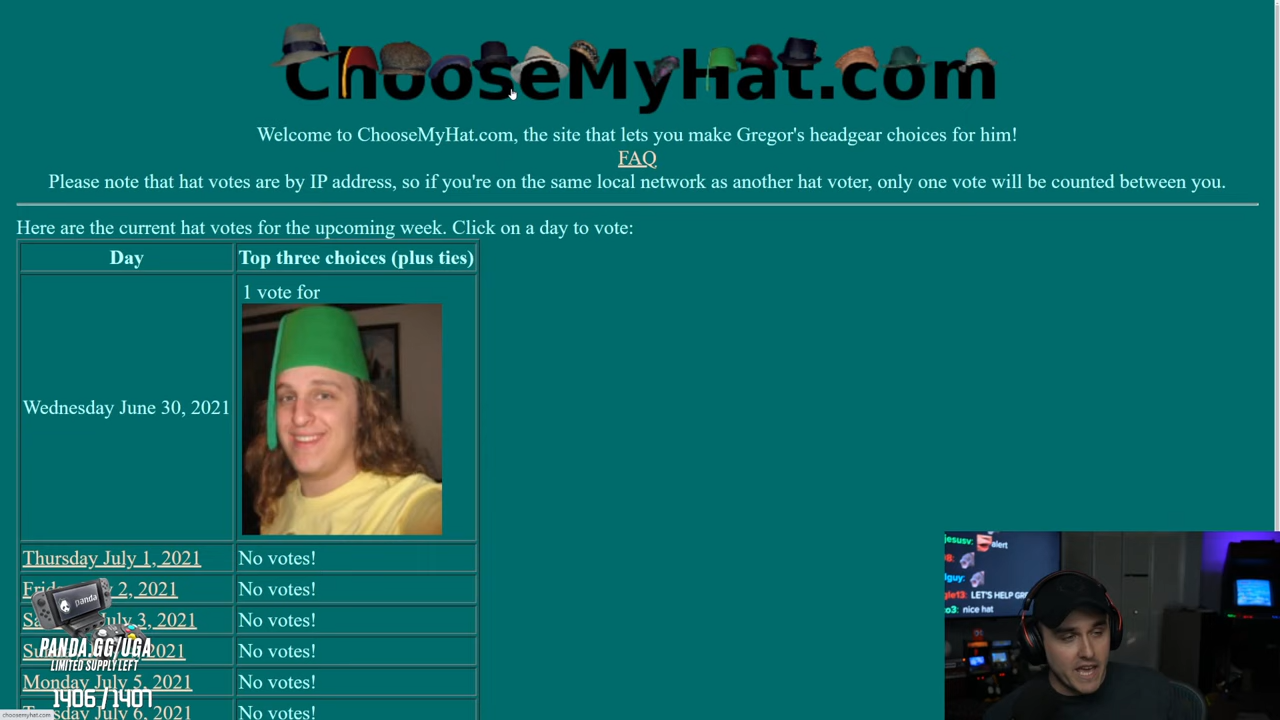 ChooseMyHat.com
Welcome to ChooseMyHat.com, the site that lets you make Gregor's headgear choices for him!
FAQ
Please note that hat votes are by IP address, so if you're on the same local network as another hat voter, only one vote will be counted between you.
Here are the current hat votes for the upcoming week. Click on a day to vote:
Day
Top three choices (plus ties)
Wednesday June 30, 2021
1 vote for
Thursday July 1, 2021
No votes!
2, 2021
No votes!
July 3, 2021
No votes!
2021
No votes!
Monday July 5, 2021
No votes!
July 6, 2021
No votes!
panda
PANDA.GG/UGA
LIMITED SUPPLY LEFT
1406 / 1407
choosemyhat.com
jesusv:
alert
LET'S HELP
nice hat